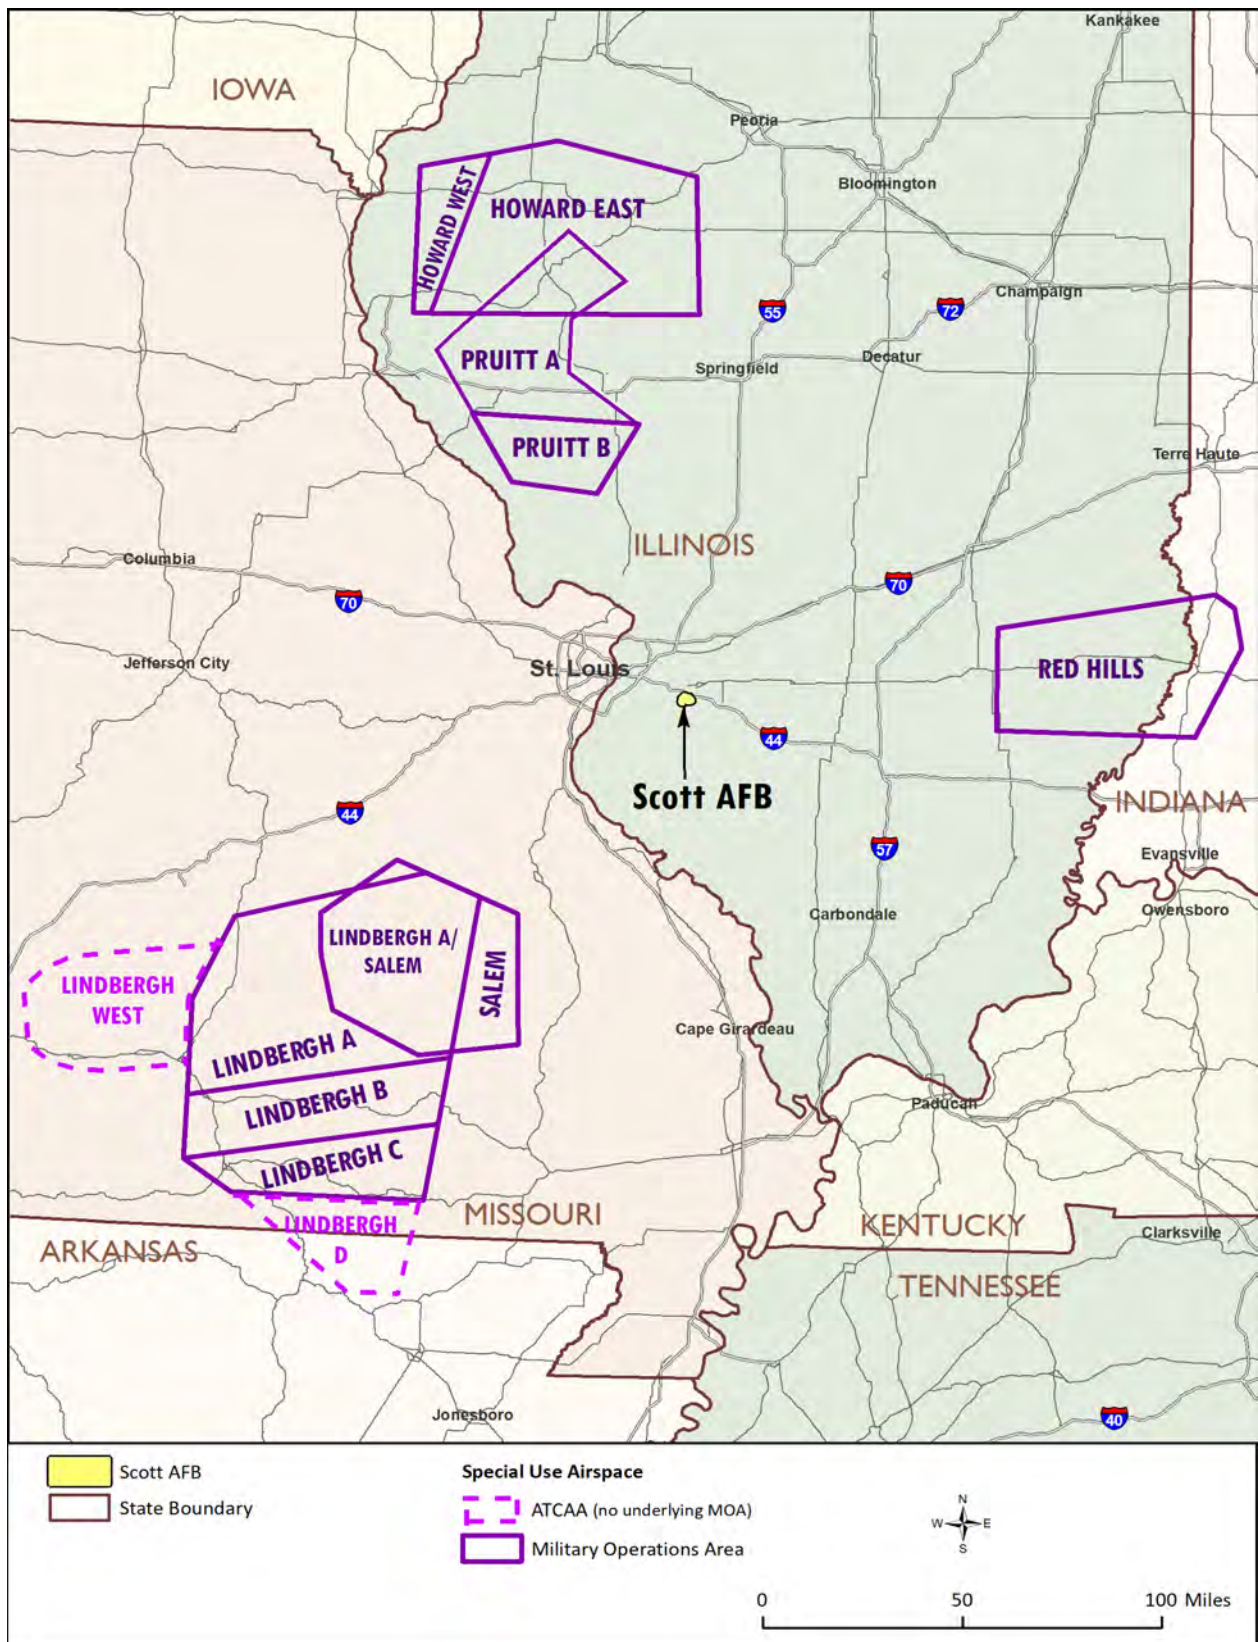 Kankakee
IOWA
Peoria
HOWARD WEST
HOWARD EAST
Bloomington
Champaign
55
72
PRUITT A
Springfield
Decatur
PRUITT B
Terre Haute
ILLINOIS
Columbia
70
70
Jefferson City
St. Louis
RED HILLS
44
Scott AFB
INDIANA
44
57
Evansville
Carbondale
Owensboro
LINDBERGH A/
SALEM
SALEM
LINDBERGH
WEST
Cape Girardeau
LINDBERGH A
LINDBERGH B
Paducah
LINDBERGH C
MISSOURI
LINDBERGH
D
KENTUCKY
Clarksville
ARKANSAS
TENNESSEE
Jonesboro
40
Scott AFB
State Boundary
Special Use Airspace
ATCAA (no underlying MOA)
Military Operations Area
N
W E
S
0 50 100 Miles